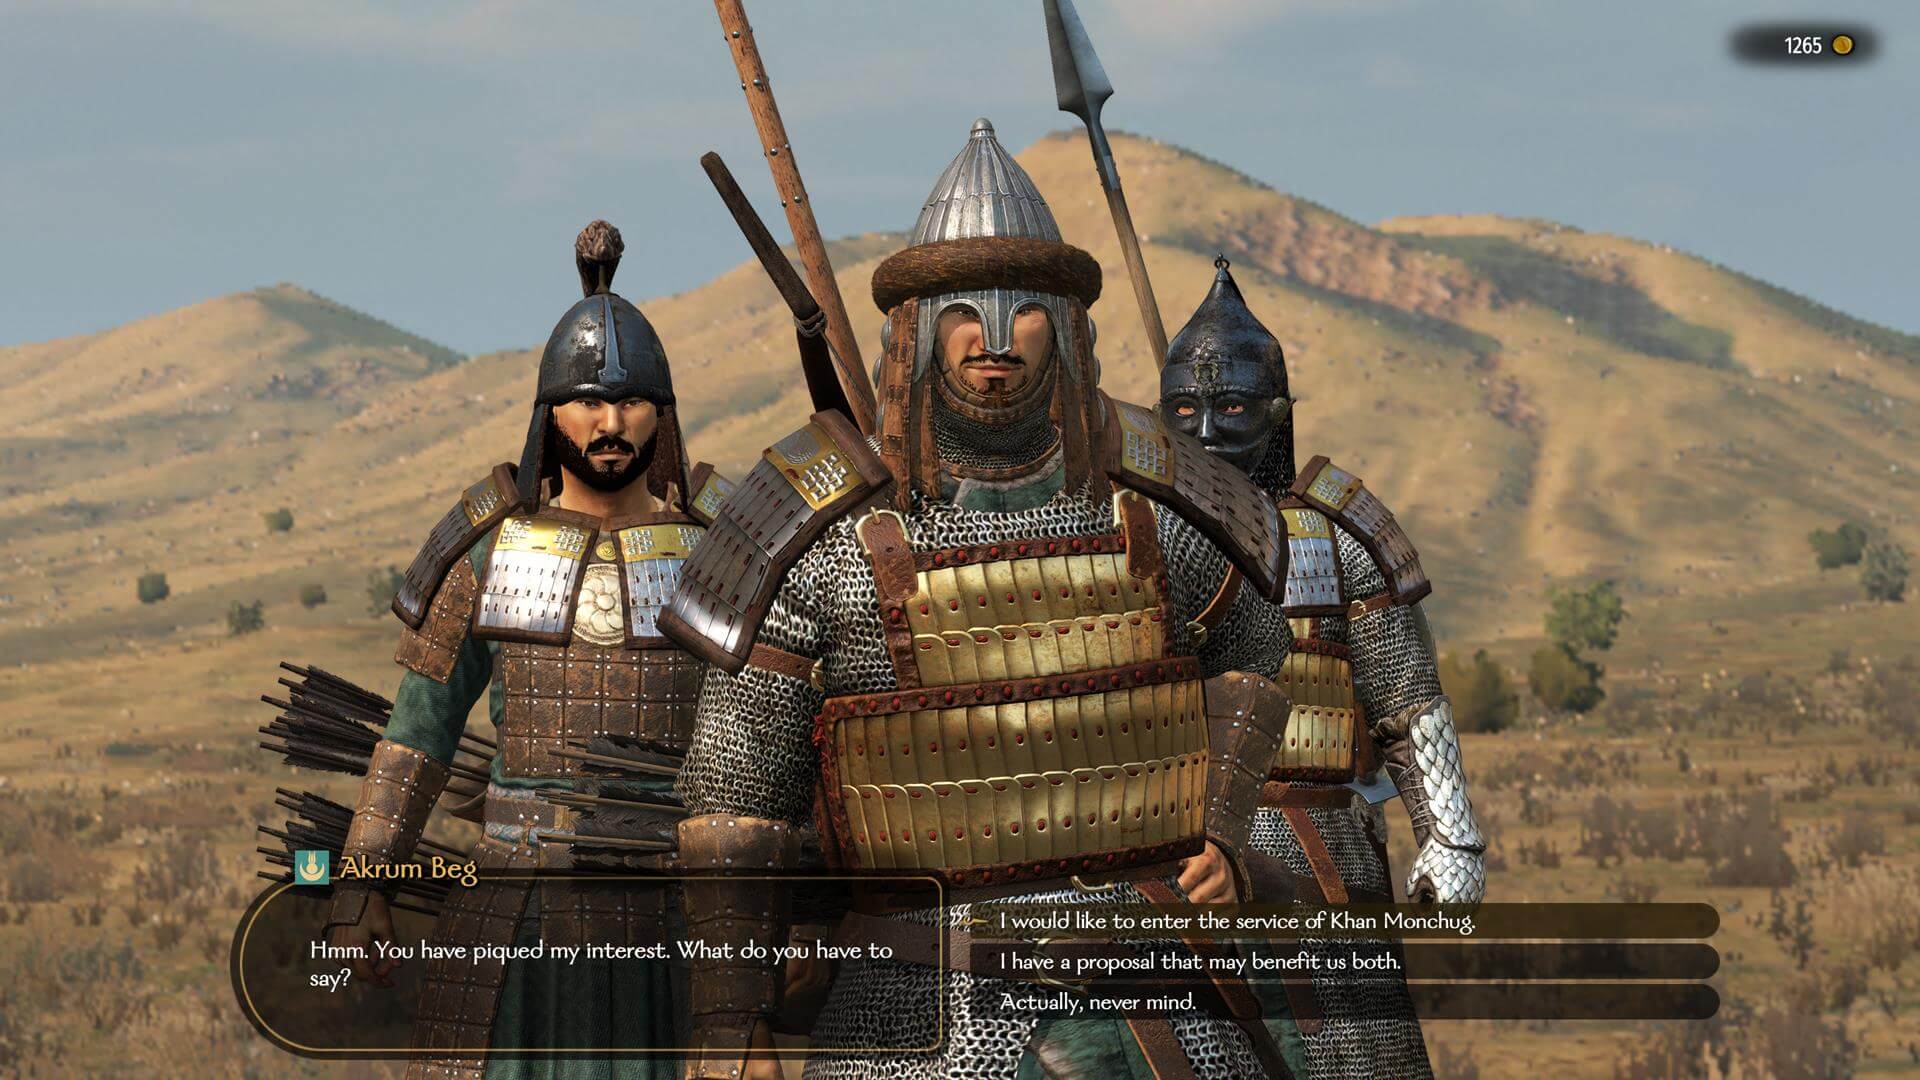 1265
Akrum Beg
Hmm. You have piqued my interest. What do you have to
say?
I would like to enter the service of Khan Monchug.
I have a proposal that may benefit us both.
Actually, never mind.